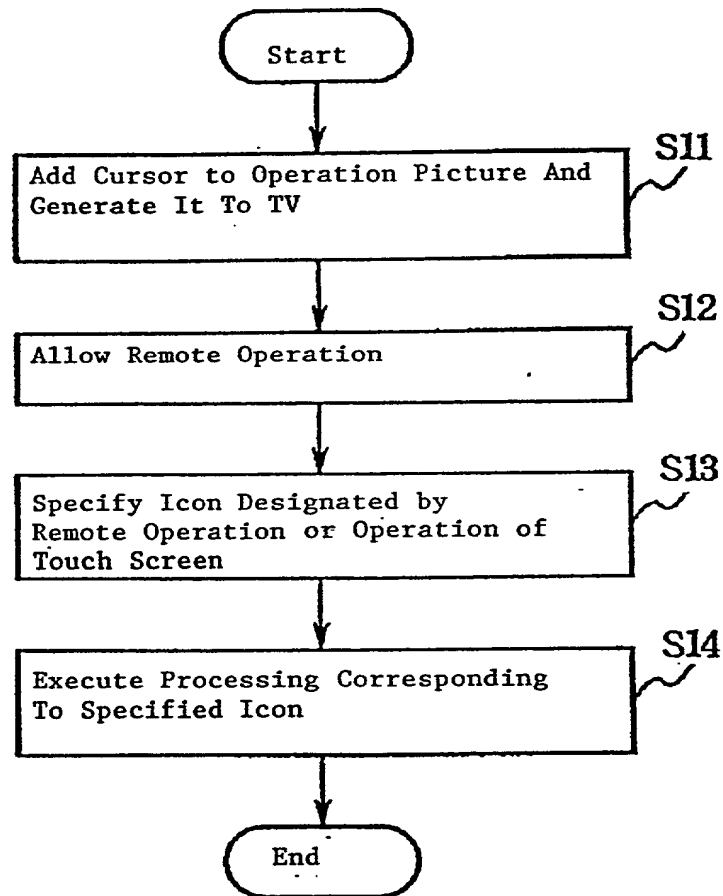 Start
S11
Add Cursor to Operation Picture And
Generate It To TV
S12
Allow Remote Operation
S13
Specify Icon Designated by
Remote Operation or Operation of
Touch Screen
S14
Execute Processing Corresponding
To Specified Icon
End